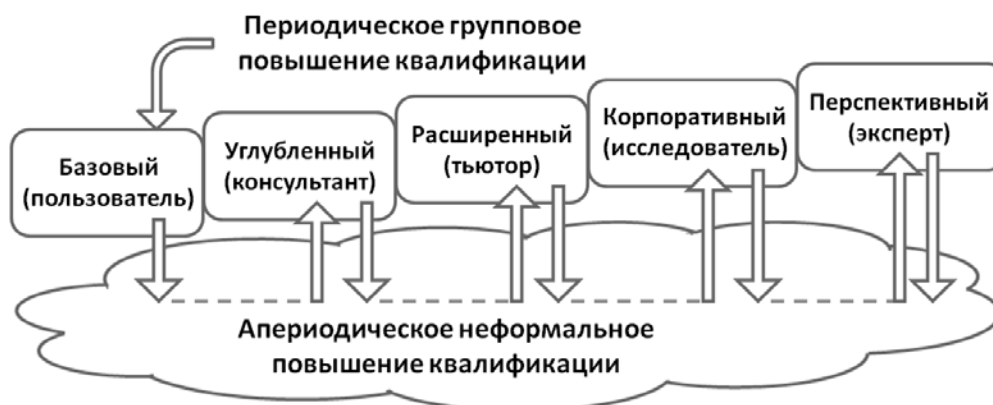 Периодическое групповое
повышение квалификации
Базовый
(пользователь)
Углубленный
(консультант)
Расширенный
(тьютор)
Корпоративный
(исследователь)
Перспективный
(эксперт)
Апериодическое неформальное
повышение квалификации